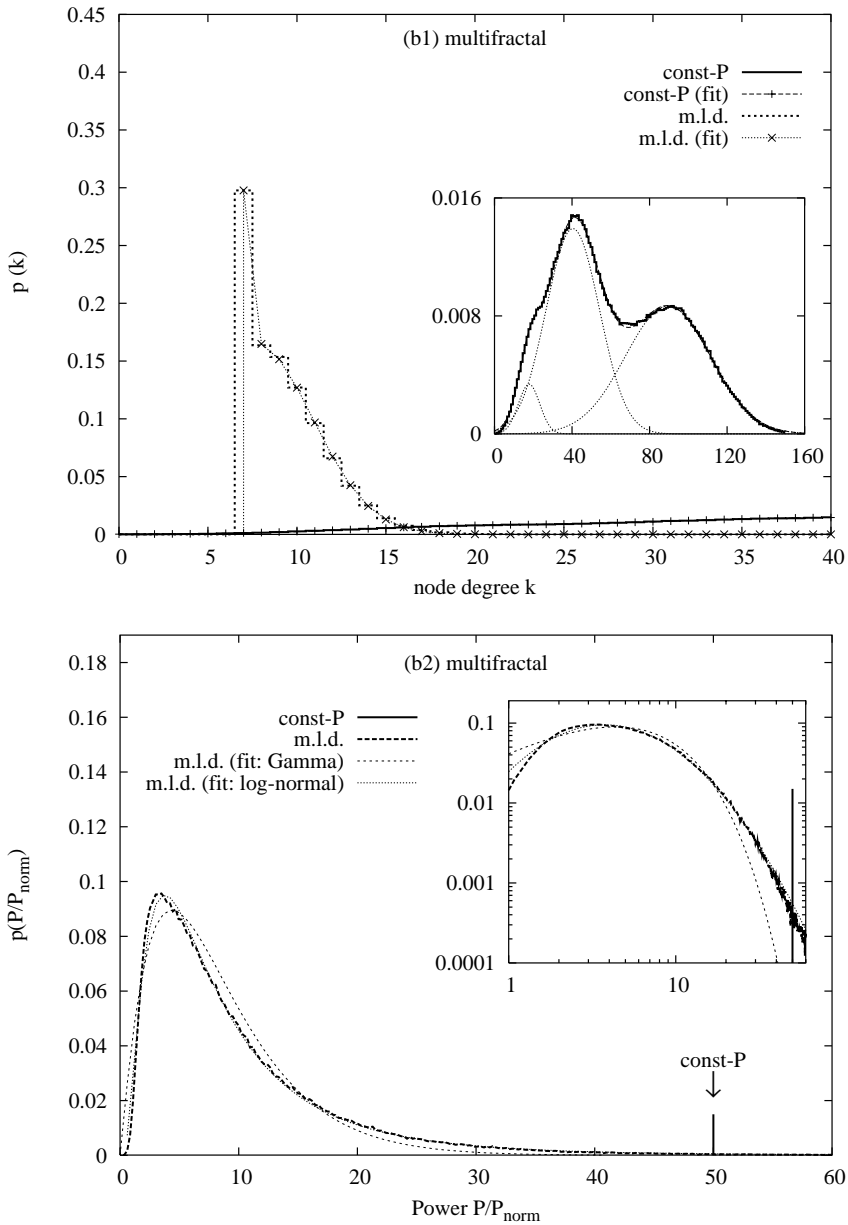 0.45
(b1) multifractal
0.4
const-P
const-P (fit)
0.35
m.l.d.
m.l.d. (fit)
0.3
0.016
0.25
p (k)
0.2
0.008
0.15
0.1
0
0.05
0 40 80 120 160
0
0 5 10 15 20 25 30 35 40
node degree k
0.18
(b2) multifractal
0.16
const-P
0.1
m.l.d.
m.l.d. (fit: Gamma)
0.14
m.l.d. (fit: log-normal)
0.01
0.12
p(P/Pnorm)
0.1
0.001
0.08
0.0001
1 10
0.06
0.04
const-P
0.02
0
0 10 20 30 40 50 60
Power P/Pnorm